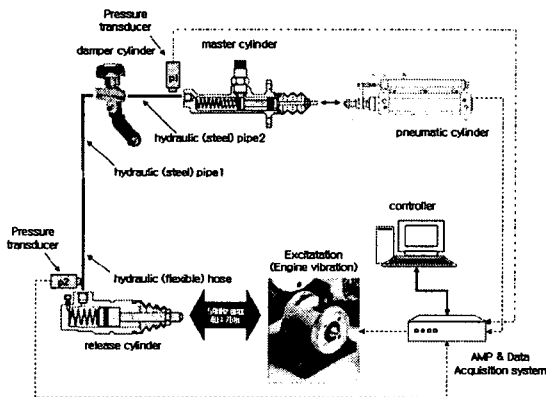 Pressure
transducer
damper cylinder
master cylinder
p1
hydraulic (steel) pipe2
pneumatic cylinder
hydraulic (steel) pipe1
controller
Pressure
transducer
Excitatation
(Engine vibration)
p2
hydraulic (flexible) hose
release cylinder
AMP & Data
Acquisition system